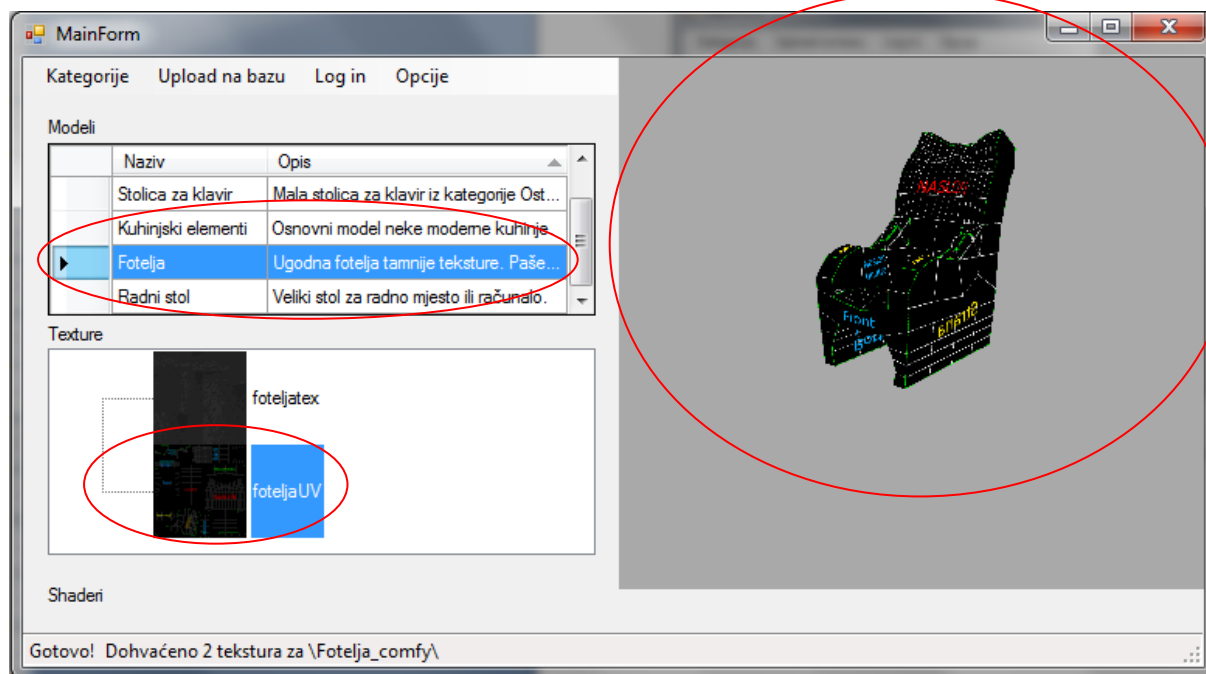 MainForm
Kategorije Upload na bazu Log in Opcije
Modeli
Naziv Opis
Stolica za klavir Mala stolica za klavir iz kategorije Ost...
Kuhinjski elementi Osnovni model neke moderne kuhinje
Fotelja Ugodna fotelja tamnije teksture. Paše...
Radni stol Veliki stol za radno mjesto ili računalo.
Texture
foteljatex
foteljaUV
NASLON
Front
Shaderi
Gotovo! Dohvaćeno 2 tekstura za \Fotelja_comfy\